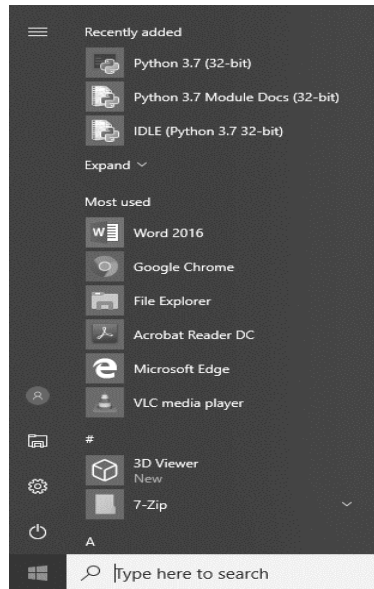 Recently added
Python 3.7 (32-bit)
Python 3.7 Module Docs (32-bit)
IDLE (Python 3.7 32-bit)
Expand
Most used
W
Word 2016
Google Chrome
File Explorer
Acrobat Reader DC
Microsoft Edge
VLC media player
#
3D Viewer
New
7-Zip
A
Type here to search